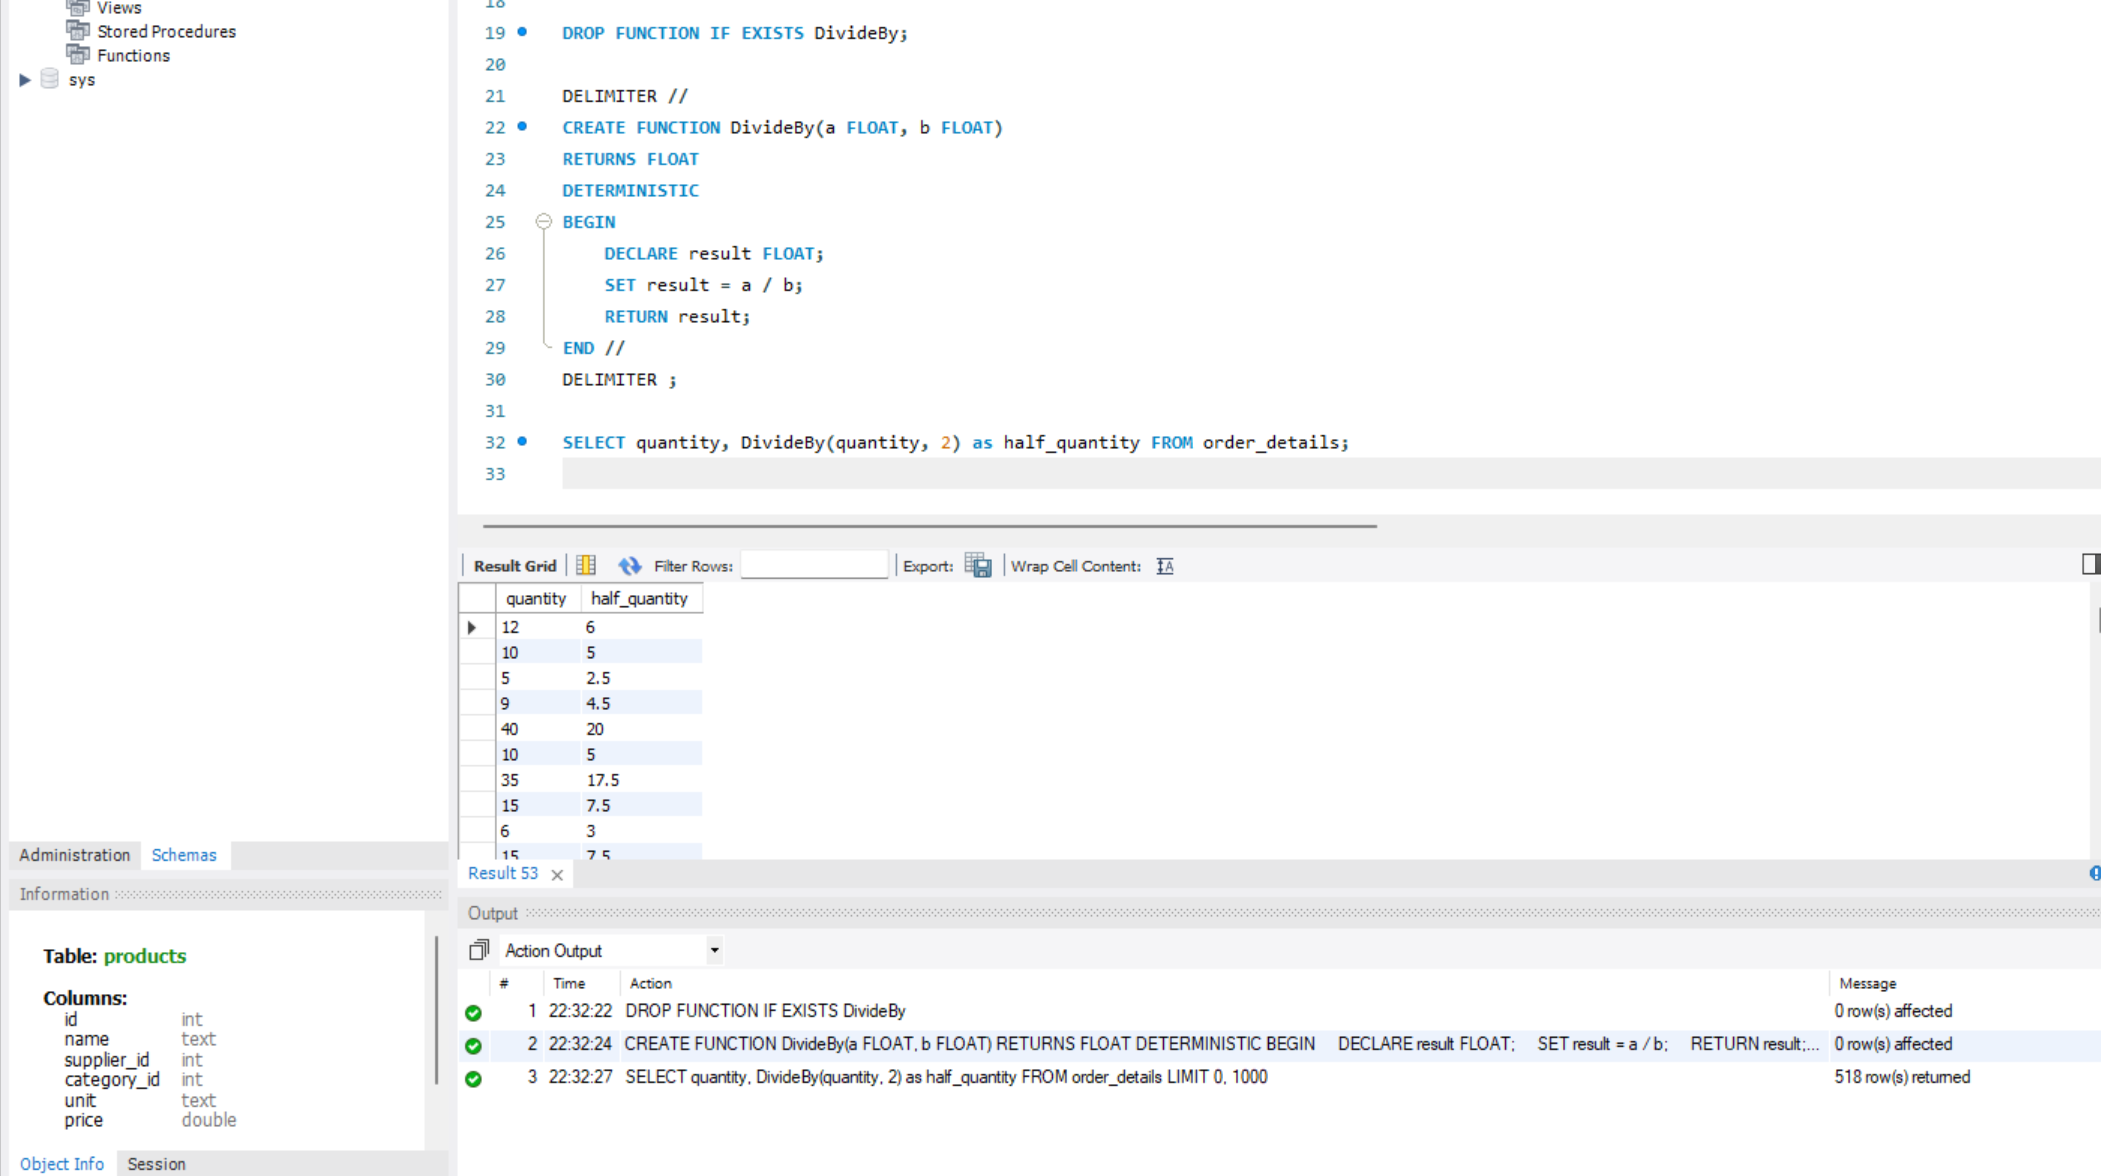 Views
Stored Procedures
Functions
sys
18
19 DROP FUNCTION IF EXISTS DivideBy;
20
21 DELIMITER //
22 CREATE FUNCTION DivideBy(a FLOAT, b FLOAT)
23 RETURNS FLOAT
24 DETERMINISTIC
25 BEGIN
26 DECLARE result FLOAT;
27 SET result = a / b;
28 RETURN result;
29 END //
30 DELIMITER ;
31
32 SELECT quantity, DivideBy(quantity, 2) as half_quantity FROM order_details;
33
Result Grid Filter Rows: Export: Wrap Cell Content:
quantity half_quantity
12 6
10 5
5 2.5
9 4.5
40 20
10 5
35 17.5
15 7.5
6 3
15 7.5
Result 53
Administration Schemas
Information
Table: products
Columns:
id int
name text
supplier_id int
category_id int
unit text
price double
Object Info Session
Output
Action Output
# Time Action Message
1 22:32:22 DROP FUNCTION IF EXISTS DivideBy 0 row(s) affected
2 22:32:24 CREATE FUNCTION DivideBy(a FLOAT, b FLOAT) RETURNS FLOAT DETERMINISTIC BEGIN DECLARE result FLOAT; SET result = a / b; RETURN result;... 0 row(s) affected
3 22:32:27 SELECT quantity, DivideBy(quantity, 2) as half_quantity FROM order_details LIMIT 0, 1000 518 row(s) returned